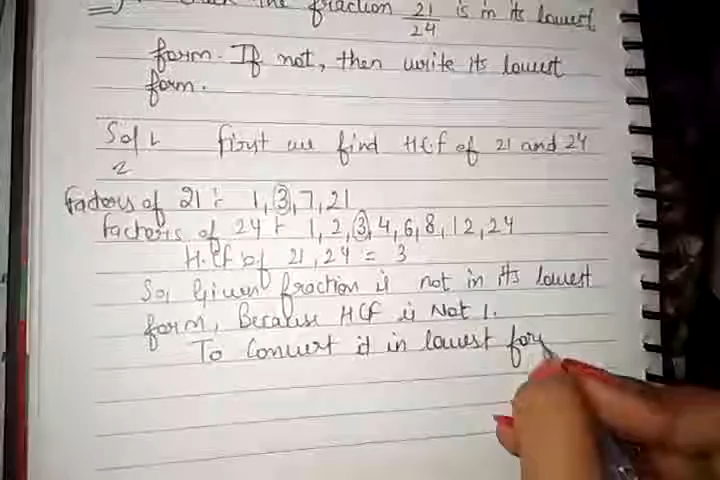 the fraction 21/24 is in its lowest
form. If not, then write its lowest
form.
Sol 2
first we find HCF of 21 and 24
factors of 21 : 1, 3, 7, 21
factors of 24 : 1, 2, 3, 4, 6, 8, 12, 24
H.CF of 21, 24 = 3
So, Given fraction is not in its lowest
form, Because HCF is Not 1.
To Convert it in lowest for